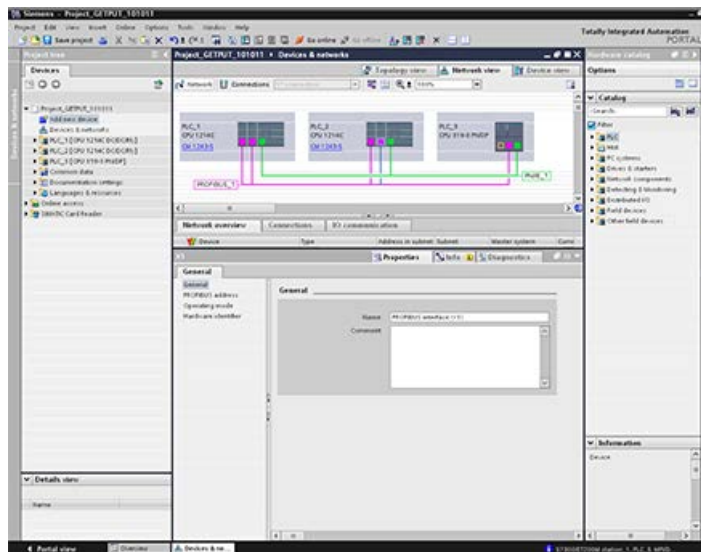 Siemens - Project_GETPUT_101011
Project Edit View Insert Online Options Tools Window Help
Totally Integrated Automation
PORTAL
Save project
Go online
Project tree
Project_GETPUT_101011 › Devices & networks
Hardware catalog
Devices
Topology view
Network view
Device view
Options
Network
Connections
100%
Project_GETPUT_101011
Add new device
Devices & networks
PLC_1 [CPU 1214C DC/DC/Rly]
PLC_2 [CPU 1214C DC/DC/Rly]
PLC_3 [CPU 319-3 PN/DP]
Common data
Documentation settings
Languages & resources
Online access
SIMATIC Card Reader
PLC_1
CPU 1214C
CM 1243-5
PLC_2
CPU 1214C
CM 1243-5
PLC_3
CPU 319-3 PN/DP
PROFIBUS_1
PN/IE_1
Catalog
Filter
PLC
HMI
PC systems
Drives & starters
Network components
Detecting & Monitoring
Distributed I/O
Field devices
Other field devices
Network overview
Connections
IO communication
Device
Type
Address in subnet
Subnet
Master system
Properties
Info
Diagnostics
General
General
PROFIBUS address
Operating mode
Hardware identifier
General
Name
PROFIBUS interface
Comment
Information
Device
Details view
Name
Portal view
Overview
Devices & ne...